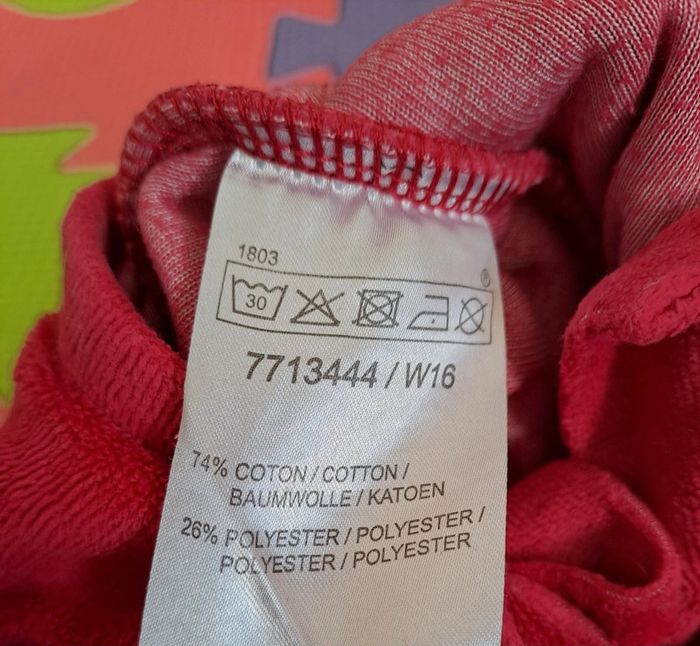 1803
®
30
7713444 / W16
74% COTON / COTTON /
BAUMWOLLE / KATOEN
26% POLYESTER / POLYESTER /
POLYESTER / POLYESTER